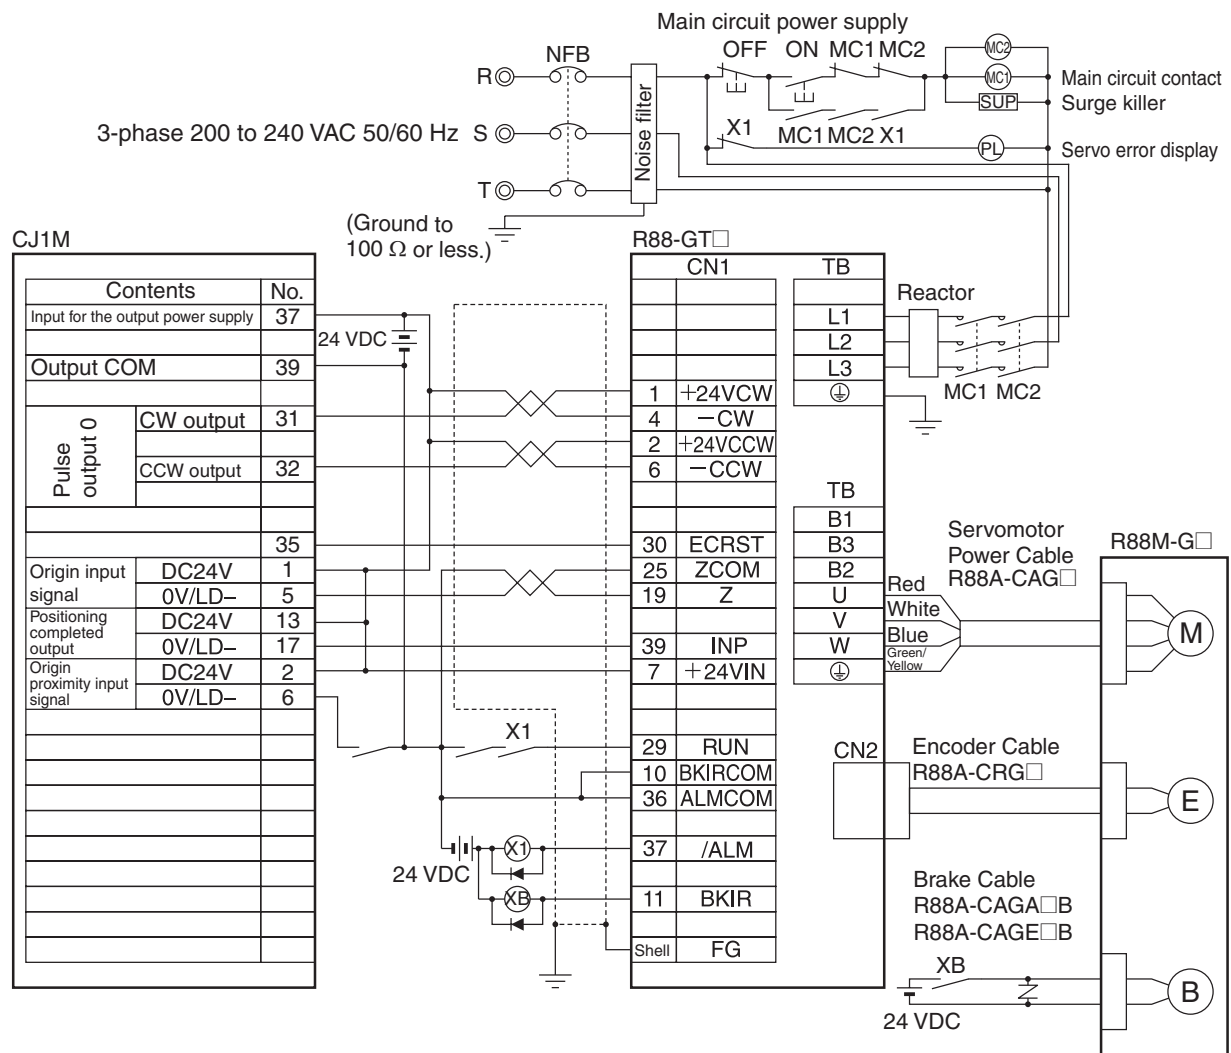 Main circuit power supply
NFB
OFF ON MC1 MC2
MC2
R
MC1
Main circuit contact
SUP
Surge killer
Noise filter
3-phase 200 to 240 VAC 50/60 Hz S
X1
MC1 MC2 X1
PL
Servo error display
T
(Ground to
100 Ω or less.)
CJ1M
R88-GT□
CN1
TB
Contents No.
Input for the output power supply 37
24 VDC
Output COM 39
Pulse
output 0
CW output 31
CCW output 32
35
Origin input
signal
DC24V 1
0V/LD– 5
Positioning
completed
output
DC24V 13
0V/LD– 17
Origin
proximity input
signal
DC24V 2
0V/LD– 6
X1
24 VDC
X1
XB
1 +24VCW
4 −CW
2 +24VCCW
6 −CCW
30 ECRST
25 ZCOM
19 Z
39 INP
7 +24VIN
29 RUN
10 BKIRCOM
36 ALMCOM
37 /ALM
11 BKIR
Shell FG
L1
L2
L3
Reactor
MC1 MC2
TB
B1
B3
B2
U
V
W
Red
White
Blue
Green/
Yellow
Servomotor
Power Cable
R88A-CAG□
R88M-G□
M
CN2
Encoder Cable
R88A-CRG□
E
Brake Cable
R88A-CAGA□B
R88A-CAGE□B
XB
24 VDC
B